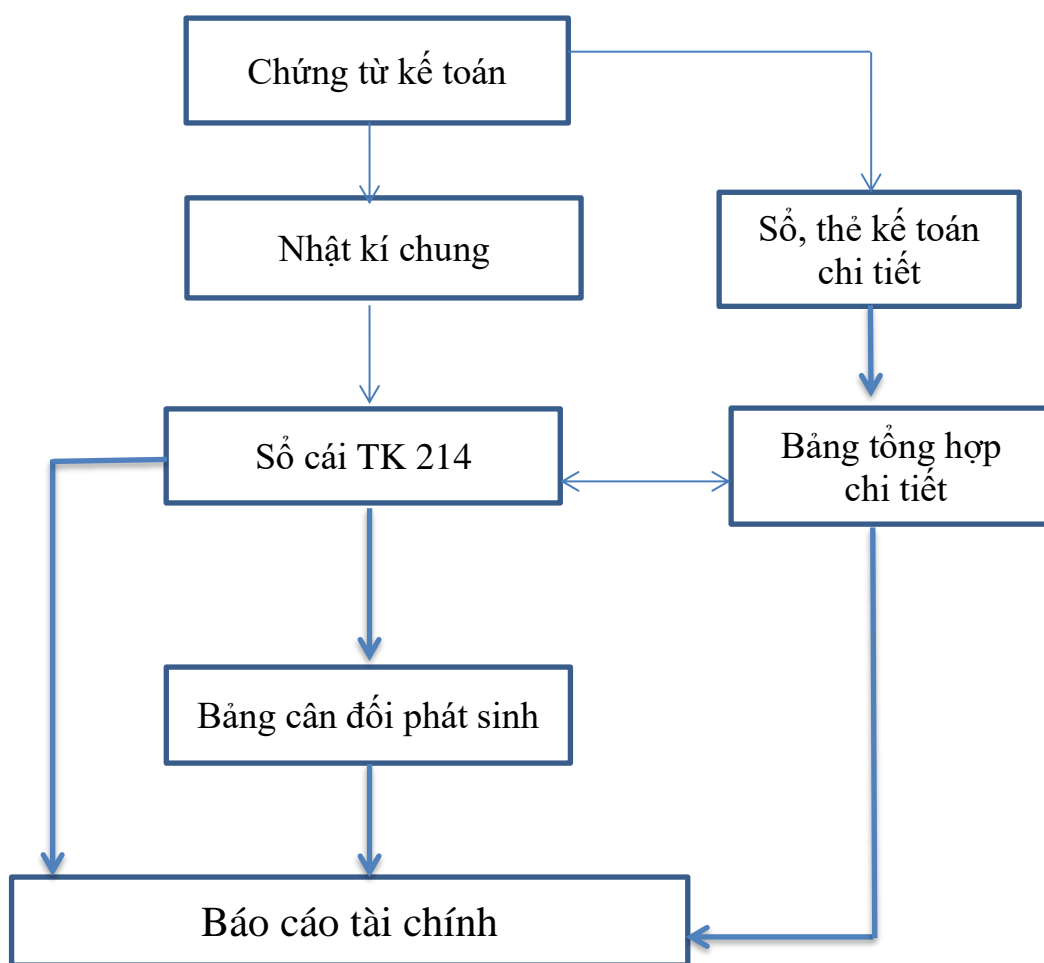 Chứng từ kế toán
Nhật kí chung
Sổ, thẻ kế toán
chi tiết
Sổ cái TK 214
Bảng tổng hợp
chi tiết
Bảng cân đối phát sinh
Báo cáo tài chính